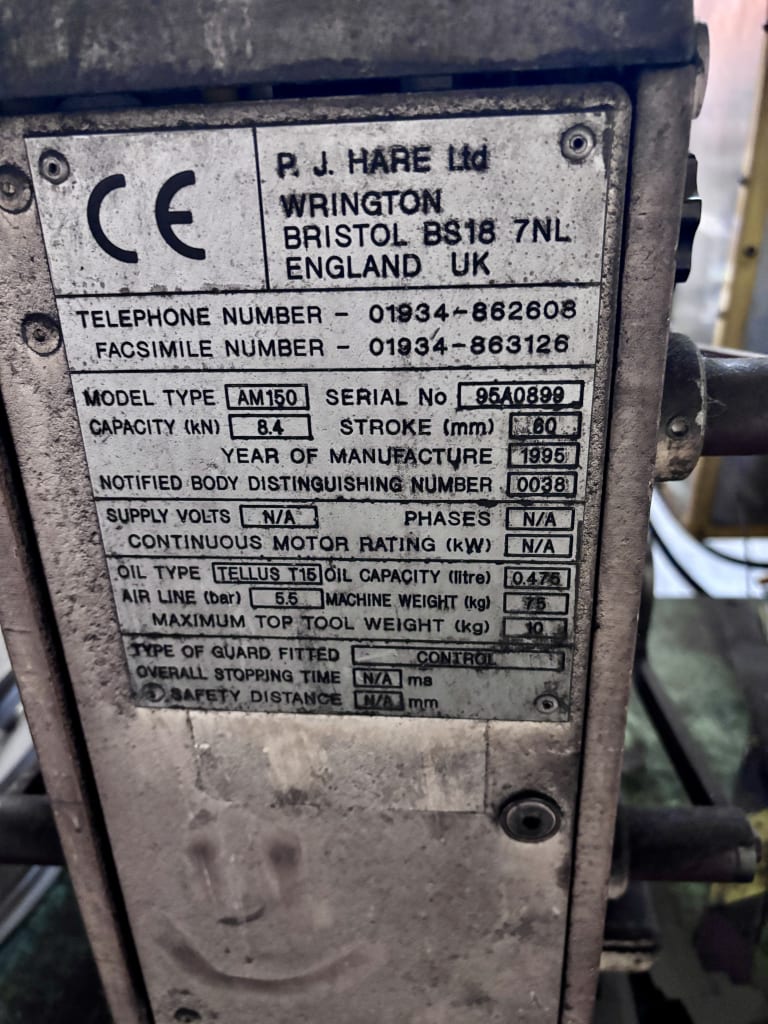 CE
P. J. HARE Ltd
WRINGTON
BRISTOL BS18 7NL
ENGLAND UK
TELEPHONE NUMBER - 01934-862608
FACSIMILE NUMBER - 01934-863126
MODEL TYPE AM150 SERIAL No 95A0899
CAPACITY (kN) 8.4 STROKE (mm) 60
YEAR OF MANUFACTURE 1995
NOTIFIED BODY DISTINGUISHING NUMBER 0038
SUPPLY VOLTS N/A PHASES N/A
CONTINUOUS MOTOR RATING (kW) N/A
OIL TYPE TELLUS T15 OIL CAPACITY (litre) 0.475
AIR LINE (bar) 5.5 MACHINE WEIGHT (kg) 75
MAXIMUM TOP TOOL WEIGHT (kg) 10
TYPE OF GUARD FITTED CONTROL
OVERALL STOPPING TIME N/A ms
SAFETY DISTANCE N/A mm